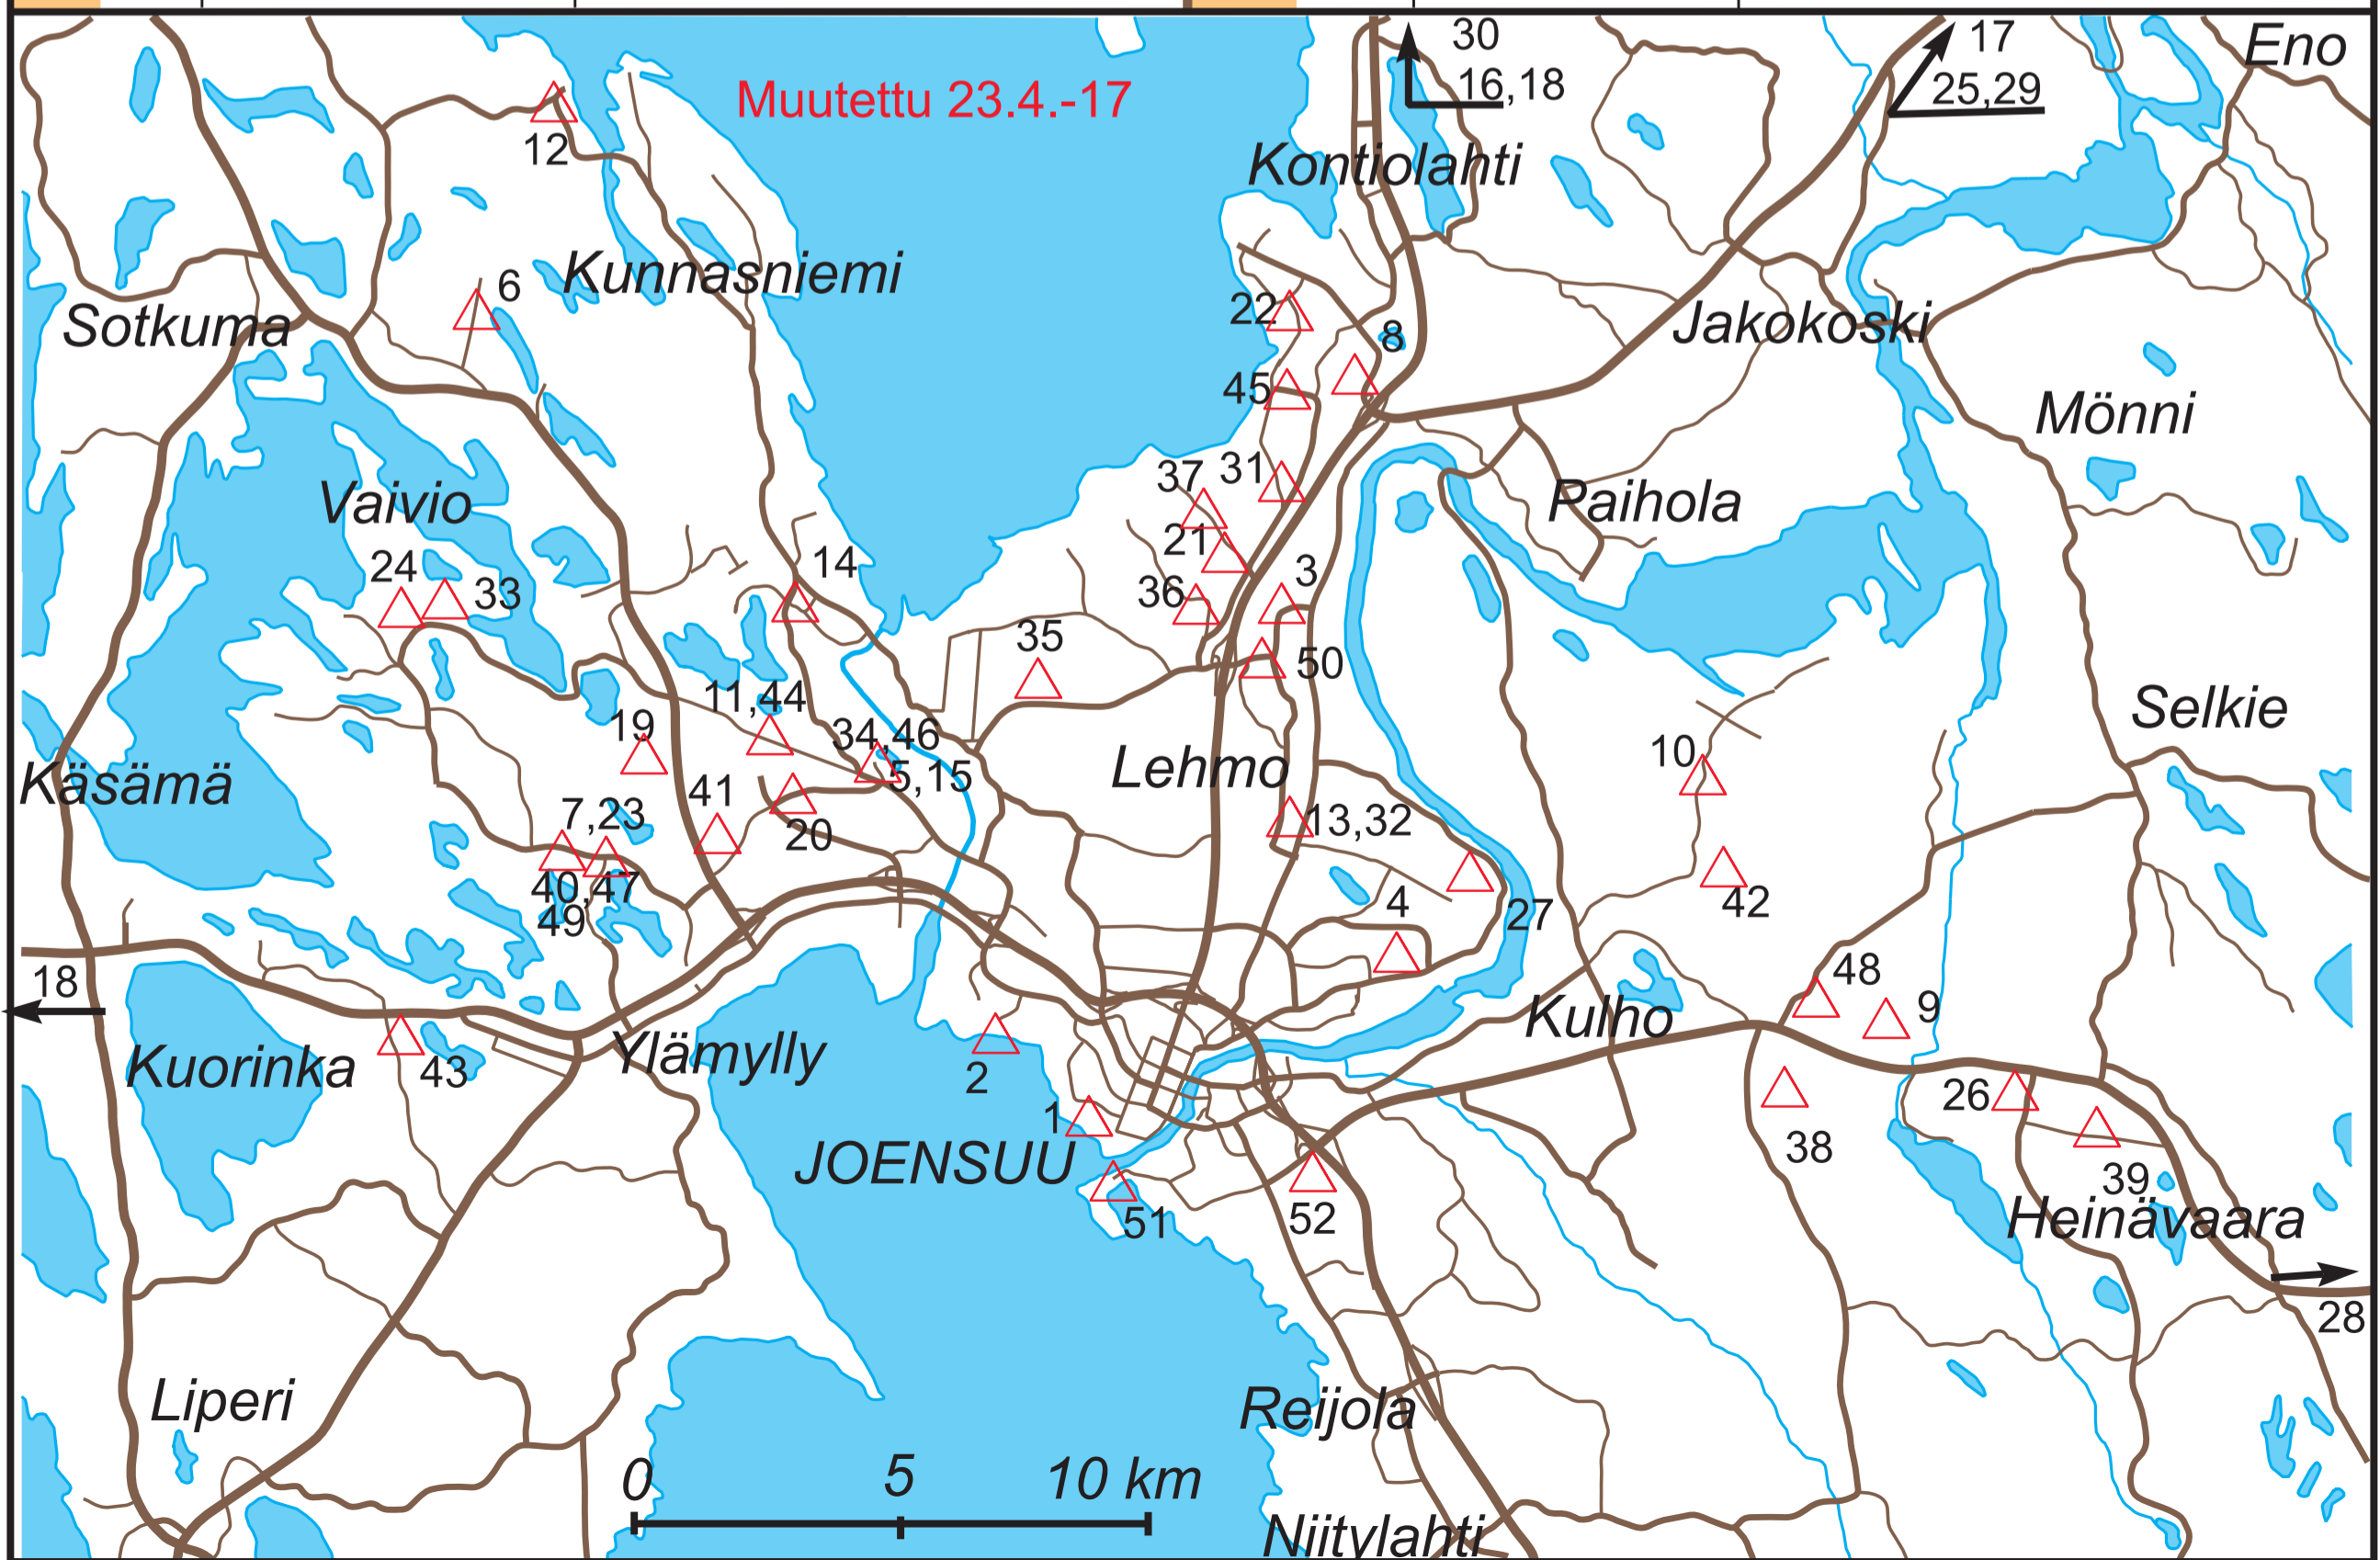 30
17
Eno
Muutettu 23.4.-17
16,18
25,29
12
Kontiolahti
6
Kunnasniemi
22
Sotkuma
8
Jakokoski
45
Mönni
37
31
Vaivio
Paihola
21
24
14
3
33
36
35
50
11,44
Selkie
19
34,46
10
Käsämä
5,15
Lehmo
41
7,23
20
13,32
40,47
4
42
49
27
18
48
9
Kulho
Ylämylly
Kuorinka
43
2
26
1
38
JOENSUU
39
51
52
Heinävaara
28
Liperi
Reijola
0
5
10 km
Niitylahti